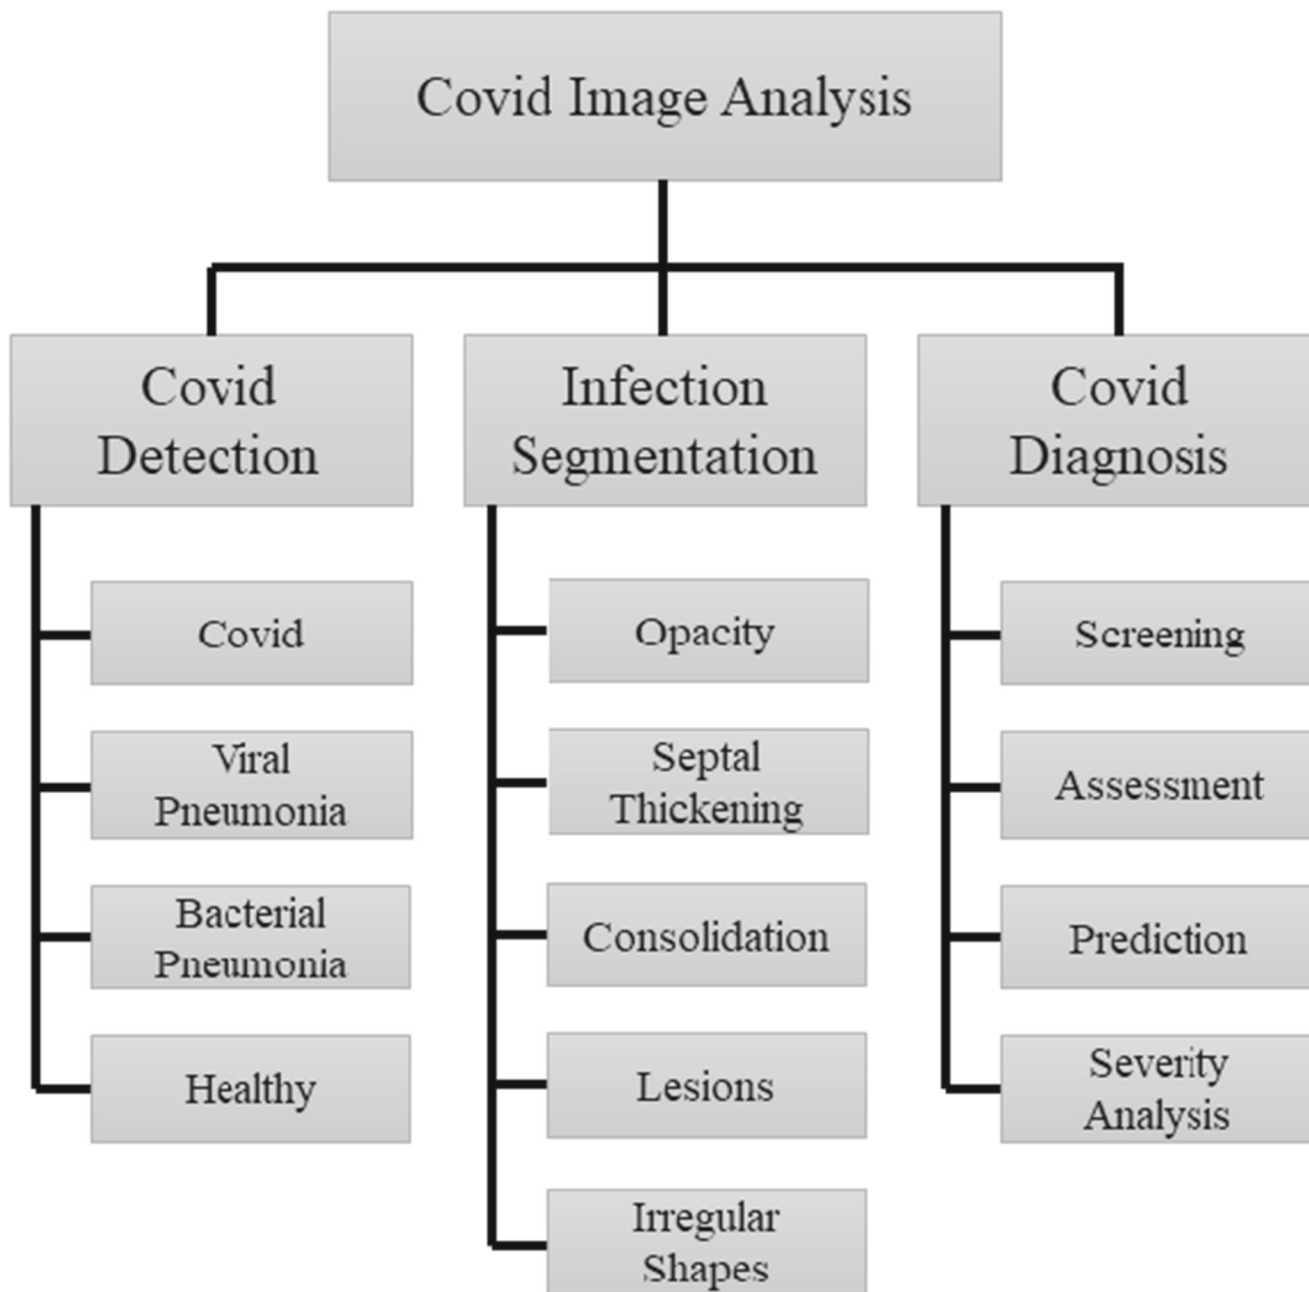 Covid Image Analysis
Covid
Detection
Infection
Segmentation
Covid
Diagnosis
Covid
Viral
Pneumonia
Bacterial
Pneumonia
Healthy
Opacity
Septal
Thickening
Consolidation
Lesions
Irregular
Shapes
Screening
Assessment
Prediction
Severity
Analysis